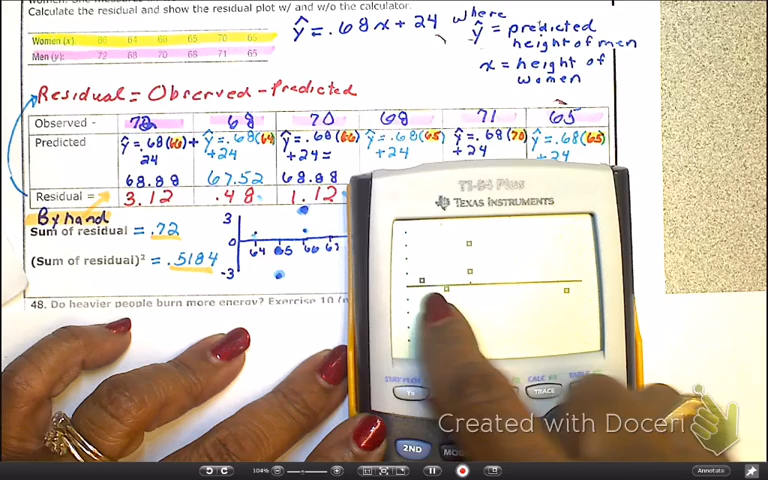 Calculate the residual and show the residual plot w/ and w/o the calculator.
ŷ = .68x + 24 where
ŷ = predicted
height of men
x = height of
women
Women (x): 66 64 66 65 70 65
Men (y): 72 68 70 68 71 65
Residual = Observed - Predicted
Observed - 72 68 70 68 71 65
Predicted ŷ=.68(66)+ ŷ=.68(64) ŷ=.68(66) ŷ=.68(65) ŷ=.68(70) ŷ=.68(65)
24 +24 +24= +24 +24 +24
68.88 67.52 68.88
Residual = 3.12 .48 1.12
By hand
Sum of residual = .72
(Sum of residual)² = .5184
3
0
-3
64 65 66 67
48. Do heavier people burn more energy? Exercise 10
TI-84 Plus
TEXAS INSTRUMENTS
STAT PLOT
CALC
TRACE
2ND
Created with Doceri
104%
Annotate